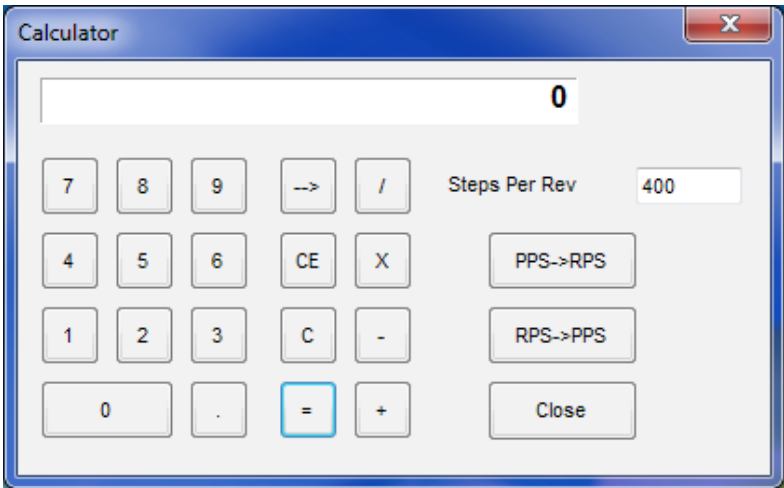 Calculator X
0
7 8 9 --> / Steps Per Rev 400
4 5 6 CE X PPS->RPS
1 2 3 C - RPS->PPS
0 . = + Close